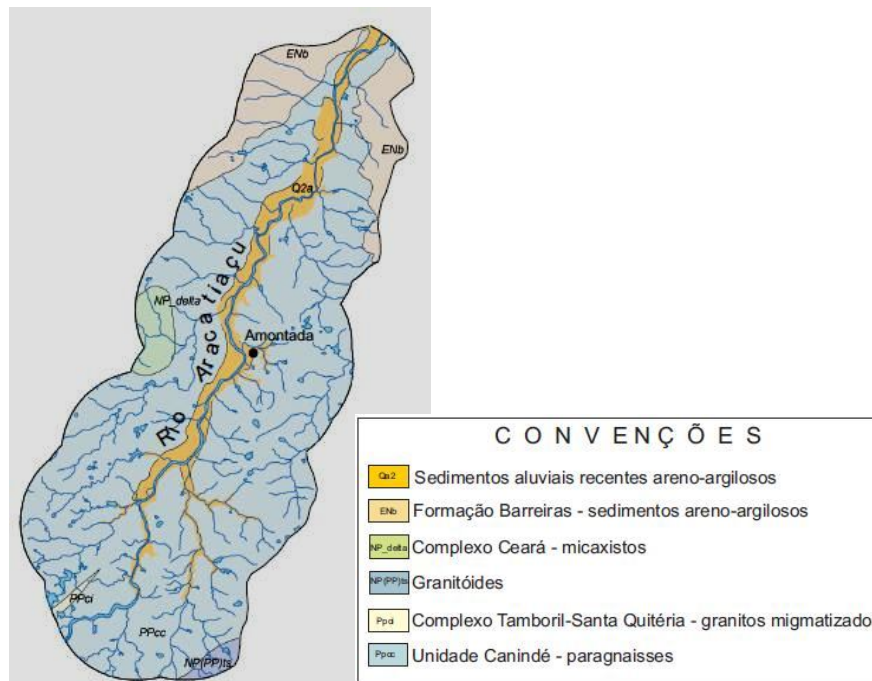 ENb
ENb
Q2a
Rio Aracatiaçu
NP_delta
Amontada
PPci
PPcc
NP(PP)ts
CONVENÇÕES
Qa2 Sedimentos aluviais recentes areno-argilosos
ENb Formação Barreiras - sedimentos areno-argilosos
NP_delta Complexo Ceará - micaxistos
NP(PP)ts Granitóides
Ppci Complexo Tamboril-Santa Quitéria - granitos migmatizado
Ppcc Unidade Canindé - paragnaisses